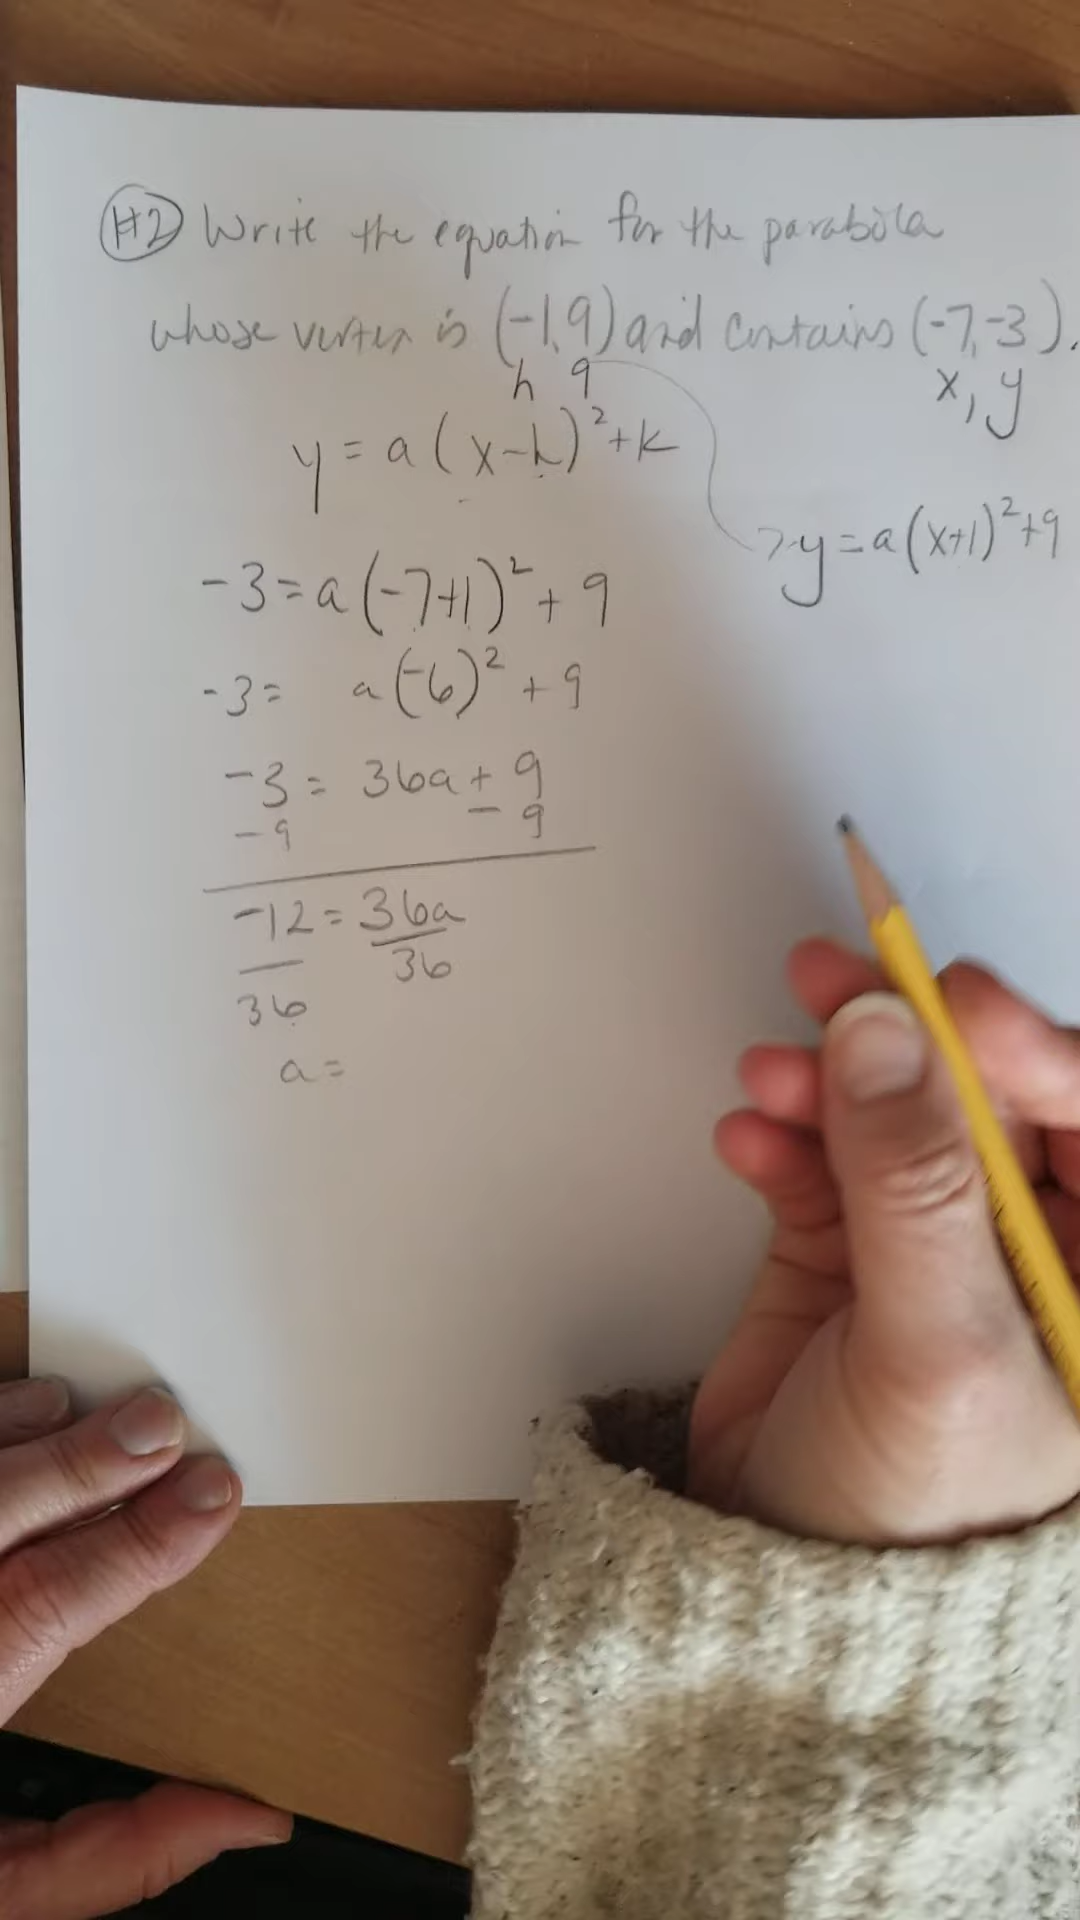 H2 Write the equation for the parabola
whose vertex is (-1,9) and contains (-7,-3).
h 9 x, y
y = a(x-h)²+k
y=a(x+1)²+9
-3=a(-7+1)²+9
-3= a(-6)²+9
-3= 36a+9
-9 -9
-12=36a
36 36
a=